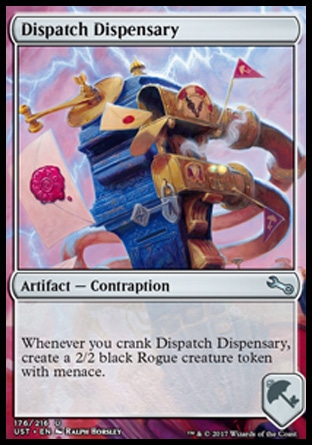 Dispatch Dispensary
Artifact — Contraption
Whenever you crank Dispatch Dispensary,
create a 2/2 black Rogue creature token
with menace.
176/216 U
UST • EN Ralph Horsley
™ & © 2017 Wizards of the Coast